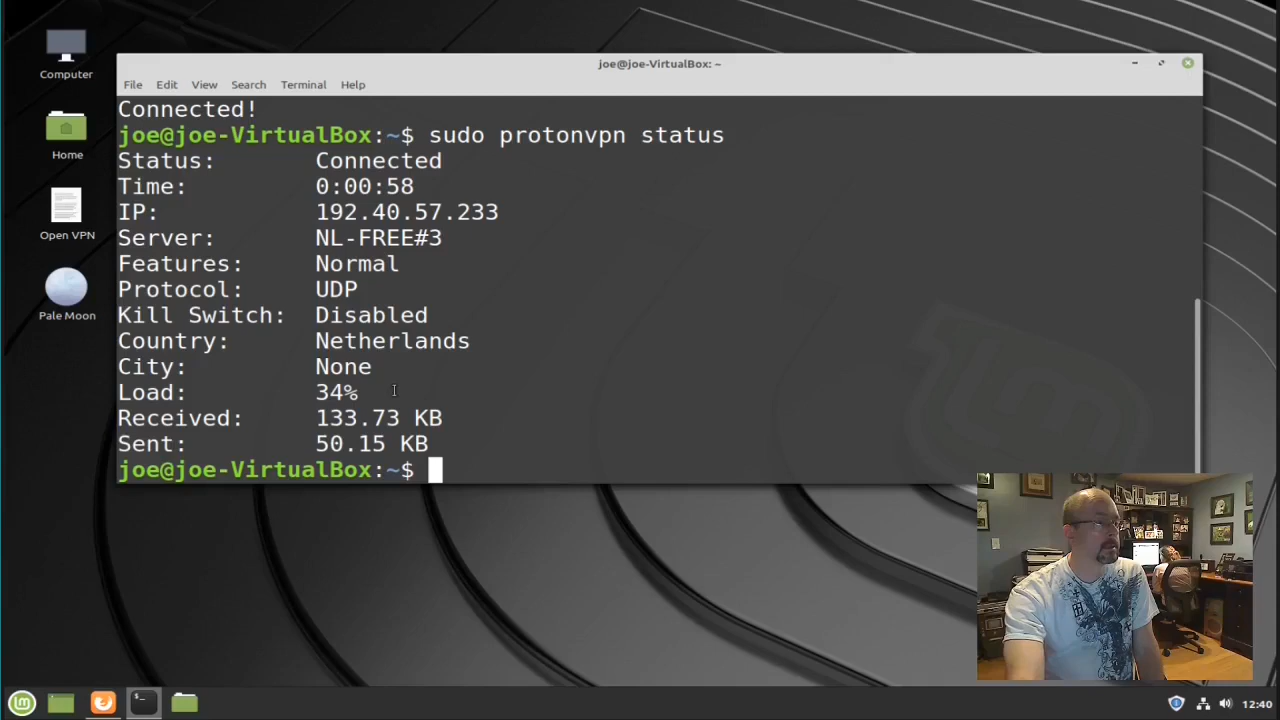 joe@joe-VirtualBox: ~
File Edit View Search Terminal Help
Computer
Home
Open VPN
Pale Moon
Connected!
joe@joe-VirtualBox:~$ sudo protonvpn status
Status: Connected
Time: 0:00:58
IP: 192.40.57.233
Server: NL-FREE#3
Features: Normal
Protocol: UDP
Kill Switch: Disabled
Country: Netherlands
City: None
Load: 34%
Received: 133.73 KB
Sent: 50.15 KB
joe@joe-VirtualBox:~$
12:40